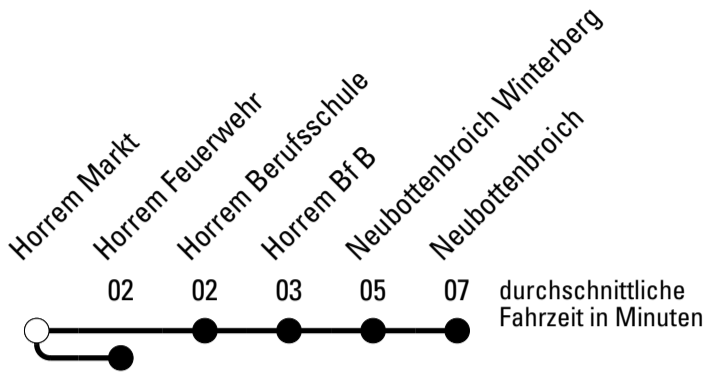 Horrem Markt
Horrem Feuerwehr
Horrem Berufsschule
Horrem Bf B
Neubottenbroich Winterberg
Neubottenbroich
02 02 03 05 07
durchschnittliche
Fahrzeit in Minuten